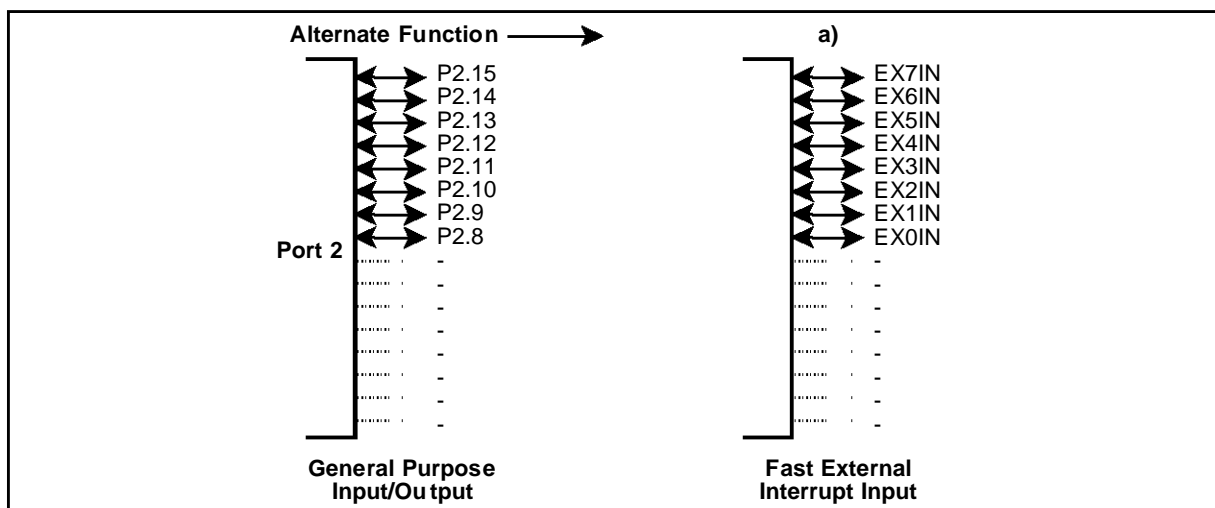 Alternate Function a)
P2.15 EX7IN
P2.14 EX6IN
P2.13 EX5IN
P2.12 EX4IN
P2.11 EX3IN
P2.10 EX2IN
P2.9 EX1IN
P2.8 EX0IN
Port 2
- -
- -
- -
- -
- -
- -
- -
- -
General Purpose Fast External
Input/Output Interrupt Input